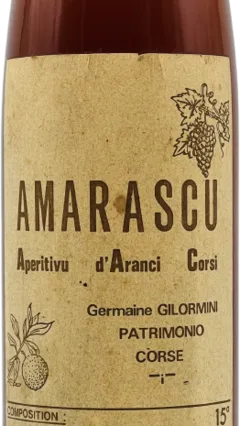 AMARASCU
Aperitivu d'Aranci Corsi
Germaine GILORMINI
PATRIMONIO
CORSE
COMPOSITION : 15°